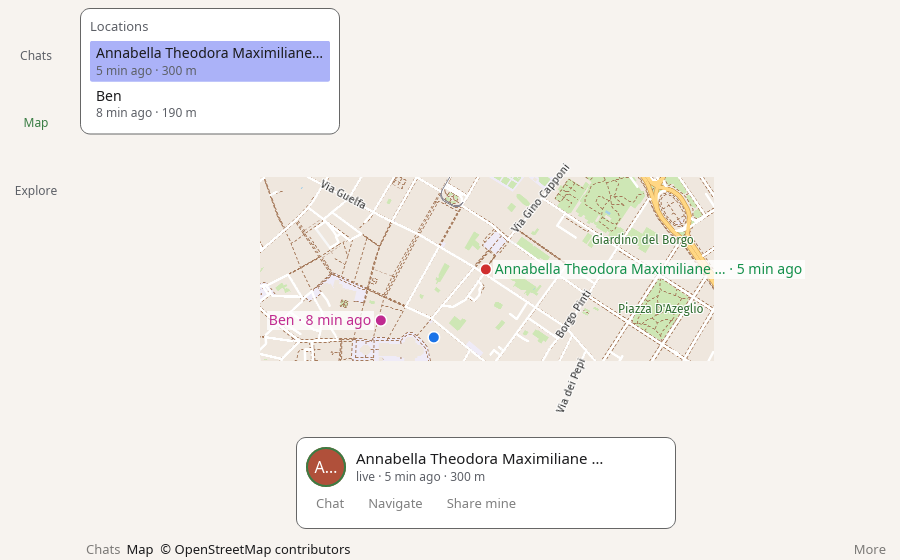 Locations
Annabella Theodora Maximiliane...
5 min ago · 300 m
Ben
8 min ago · 190 m
Chats
Map
Explore
Via Guelfa
Via Gino Capponi
Giardino del Borgo
Annabella Theodora Maximiliane ... · 5 min ago
Borgo Pinti
Piazza D'Azeglio
Ben · 8 min ago
Via dei Pepi
A...
Annabella Theodora Maximiliane ...
live · 5 min ago · 300 m
Chat Navigate Share mine
Chats Map © OpenStreetMap contributors More